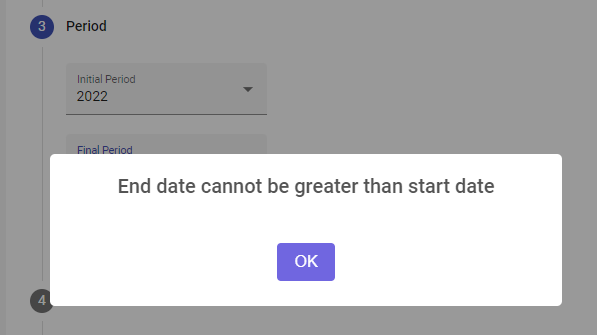 3 Period
Initial Period
2022
Final Period
End date cannot be greater than start date
OK
4